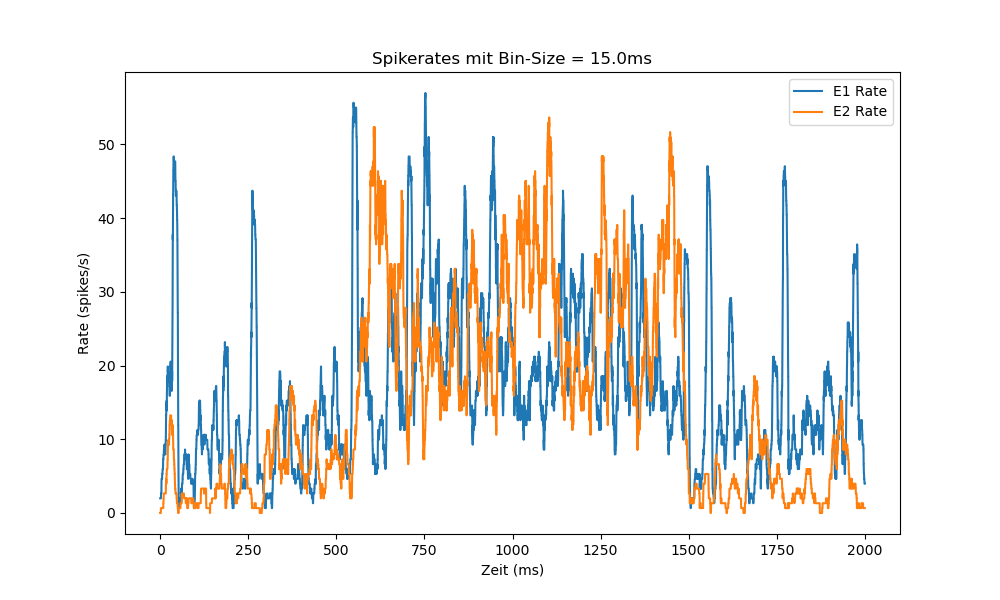 Spikerates mit Bin-Size = 15.0ms
E1 Rate
E2 Rate
Rate (spikes/s)
50
40
30
20
10
0
0 250 500 750 1000 1250 1500 1750 2000
Zeit (ms)